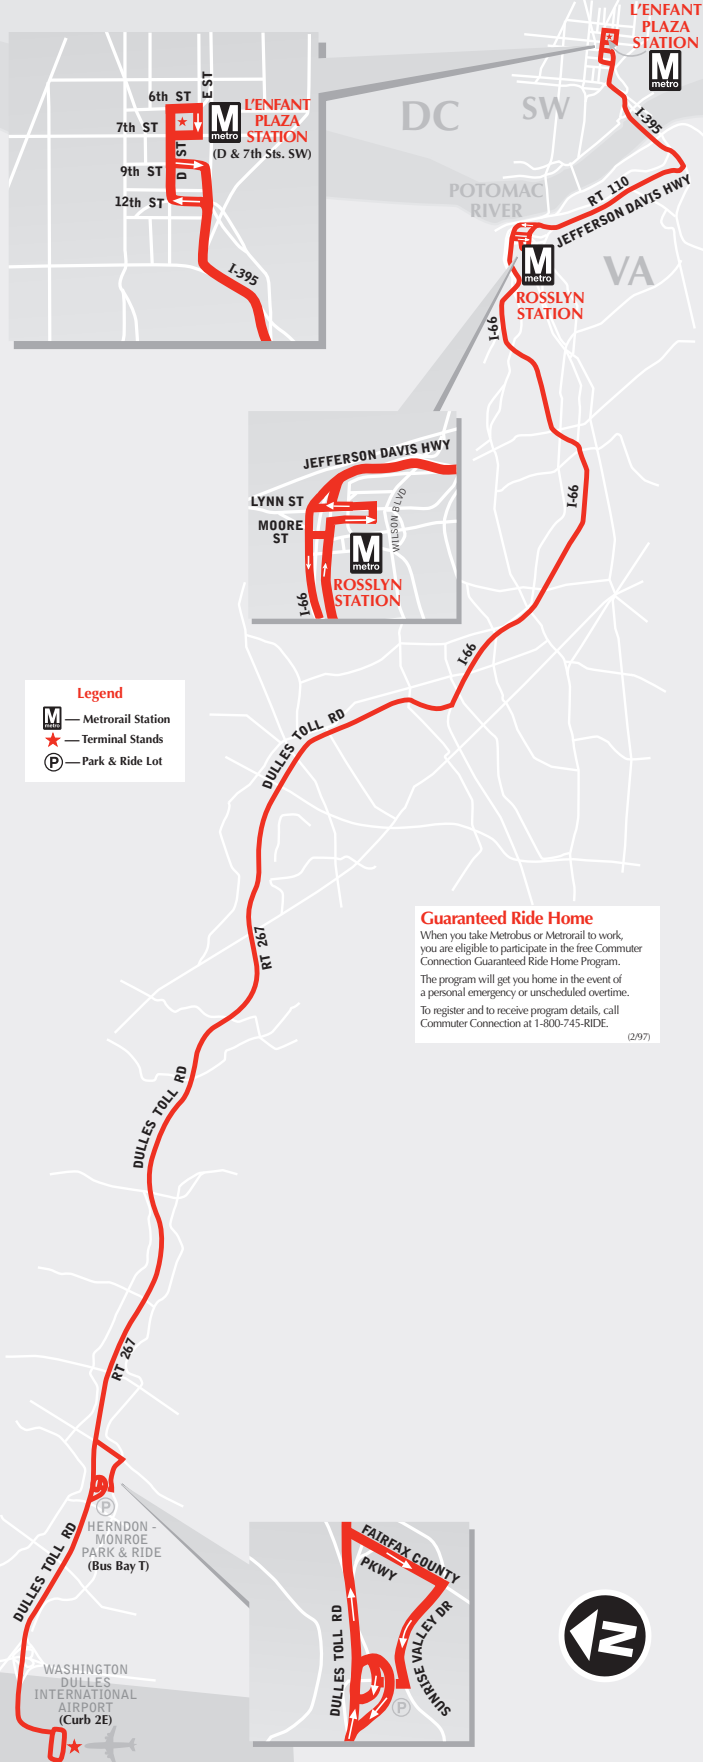 L'ENFANT
PLAZA
STATION
M
metro
I-395
DC
SW
E ST
6th ST
7th ST
D ST
9th ST
12th ST
M
metro
L'ENFANT
PLAZA
STATION
(D & 7th Sts. SW)
I-395
POTOMAC
RIVER
RT 110
JEFFERSON DAVIS HWY
VA
M
metro
ROSSLYN
STATION
I-66
JEFFERSON DAVIS HWY
LYNN ST
MOORE
ST
WILSON BLVD
M
metro
ROSSLYN
STATION
I-66
I-66
I-66
Legend
M
metro
— Metrorail Station
— Terminal Stands
P — Park & Ride Lot
DULLES TOLL RD
RT 267
Guaranteed Ride Home
When you take Metrobus or Metrorail to work,
you are eligible to participate in the free Commuter
Connection Guaranteed Ride Home Program.
The program will get you home in the event of
a personal emergency or unscheduled overtime.
To register and to receive program details, call
Commuter Connection at 1-800-745-RIDE.
(2/97)
DULLES TOLL RD
RT 267
P
HERNDON -
MONROE
PARK & RIDE
(Bus Bay T)
DULLES TOLL RD
FAIRFAX COUNTY
PKWY
DULLES TOLL RD
SUNRISE VALLEY DR
P
N
WASHINGTON
DULLES
INTERNATIONAL
AIRPORT
(Curb 2E)